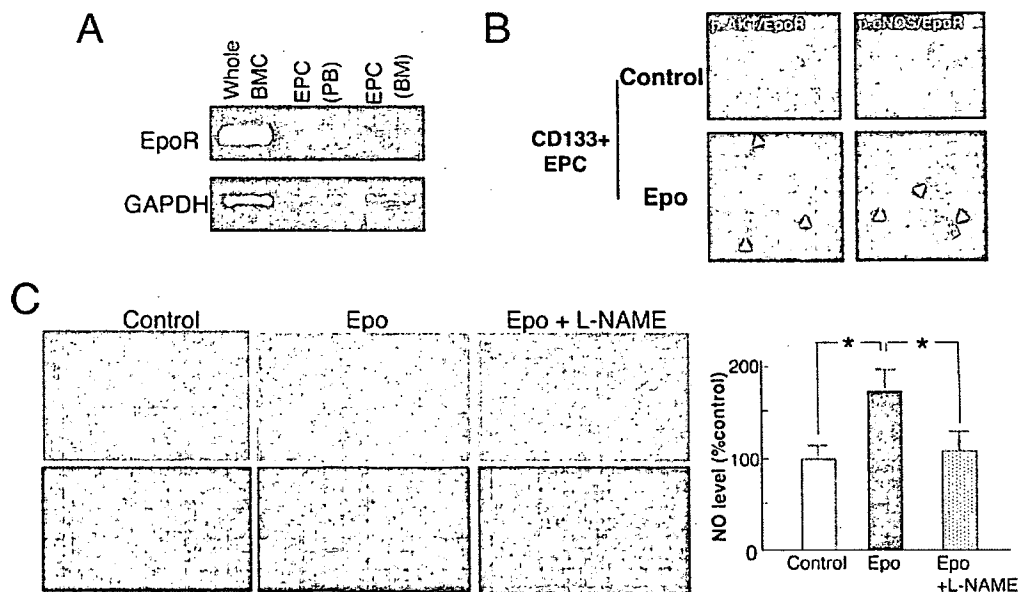 A
Whole
BMC
EPC
(PB)
EPC
(BM)
EpoR
GAPDH
B
p-Akt/EpoR
p-eNOS/EpoR
Control
CD133+
EPC
Epo
C
Control
Epo
Epo + L-NAME
* *
NO level (%control)
200
100
0
Control
Epo
Epo
+L-NAME